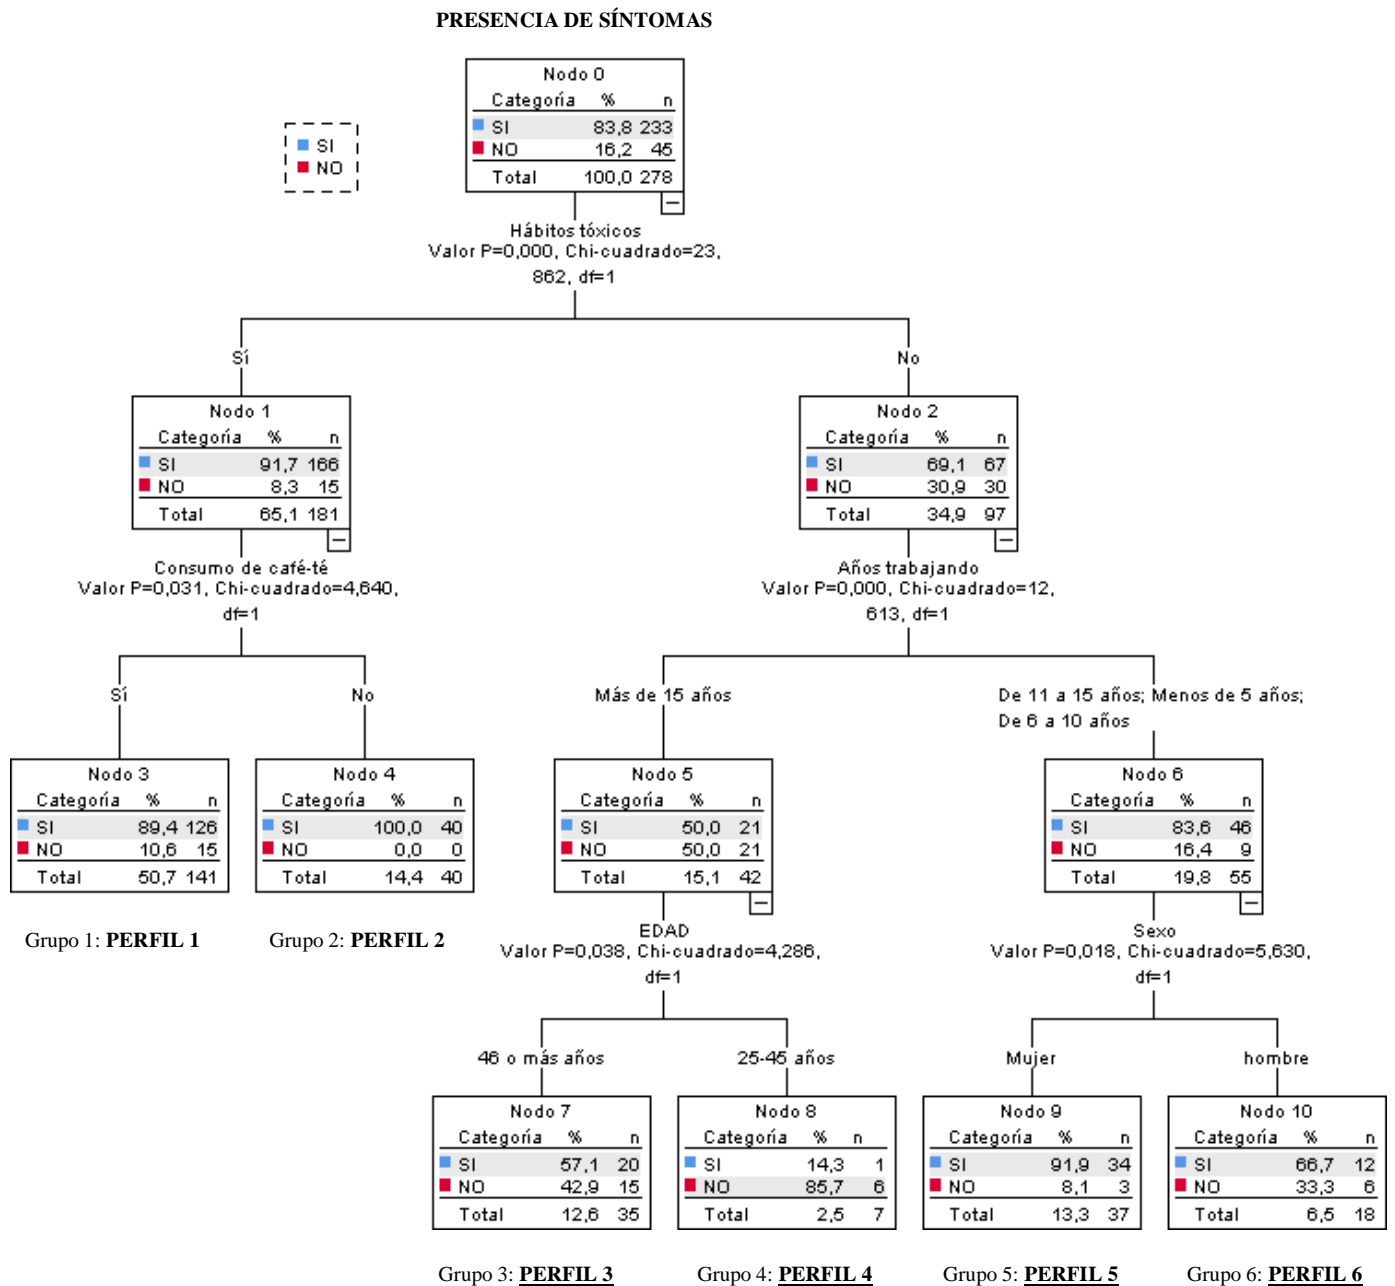 PRESENCIA DE SÍNTOMAS
Nodo 0
Categoría % n
SI 83,8 233
NO 16,2 45
Total 100,0 278
SI
NO
Hábitos tóxicos
Valor P=0,000, Chi-cuadrado=23,
862, df=1
Sí
No
Nodo 1
Categoría % n
SI 91,7 166
NO 8,3 15
Total 65,1 181
Nodo 2
Categoría % n
SI 69,1 67
NO 30,9 30
Total 34,9 97
Consumo de café-té
Valor P=0,031, Chi-cuadrado=4,640,
df=1
Años trabajando
Valor P=0,000, Chi-cuadrado=12,
613, df=1
Sí
No
Más de 15 años
De 11 a 15 años; Menos de 5 años;
De 6 a 10 años
Nodo 3
Categoría % n
SI 89,4 126
NO 10,6 15
Total 50,7 141
Nodo 4
Categoría % n
SI 100,0 40
NO 0,0 0
Total 14,4 40
Nodo 5
Categoría % n
SI 50,0 21
NO 50,0 21
Total 15,1 42
Nodo 6
Categoría % n
SI 83,6 46
NO 16,4 9
Total 19,8 55
Grupo 1: PERFIL 1
Grupo 2: PERFIL 2
EDAD
Valor P=0,038, Chi-cuadrado=4,286,
df=1
Sexo
Valor P=0,018, Chi-cuadrado=5,630,
df=1
46 o más años
25-45 años
Mujer
hombre
Nodo 7
Categoría % n
SI 57,1 20
NO 42,9 15
Total 12,6 35
Nodo 8
Categoría % n
SI 14,3 1
NO 85,7 6
Total 2,5 7
Nodo 9
Categoría % n
SI 91,9 34
NO 8,1 3
Total 13,3 37
Nodo 10
Categoría % n
SI 66,7 12
NO 33,3 6
Total 6,5 18
Grupo 3: PERFIL 3
Grupo 4: PERFIL 4
Grupo 5: PERFIL 5
Grupo 6: PERFIL 6